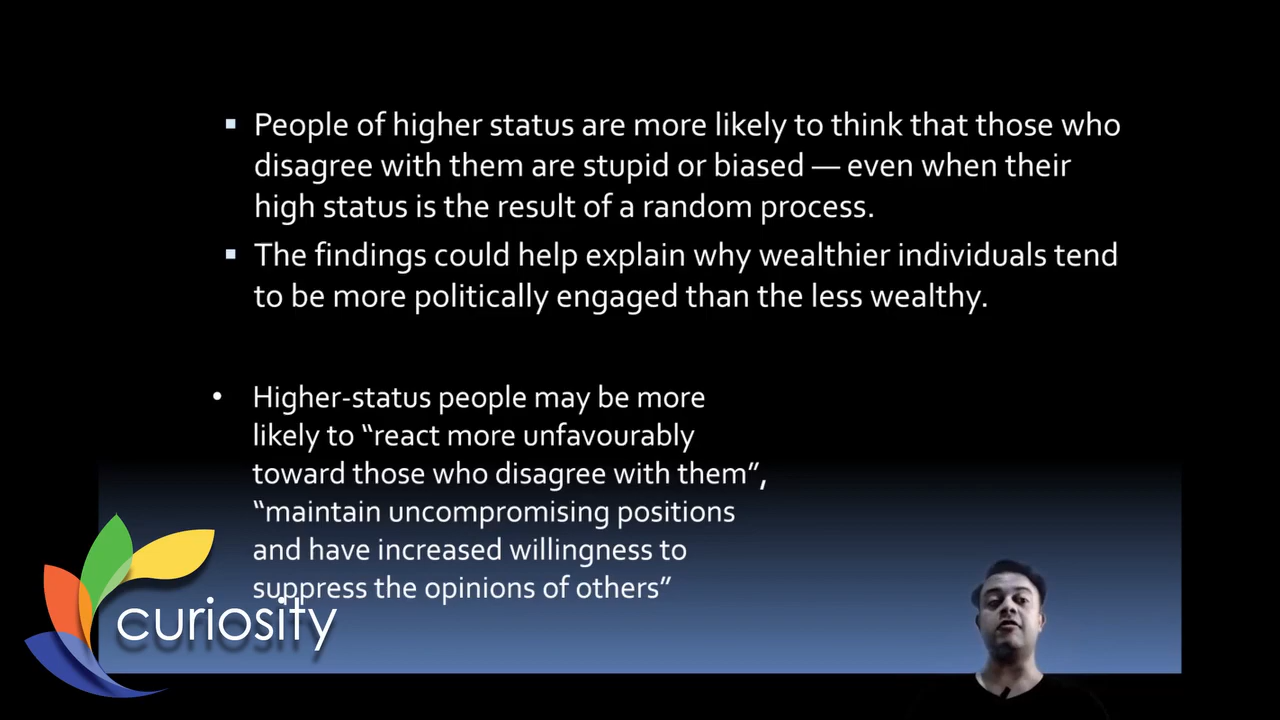 ▪ People of higher status are more likely to think that those who
disagree with them are stupid or biased — even when their
high status is the result of a random process.
▪ The findings could help explain why wealthier individuals tend
to be more politically engaged than the less wealthy.
• Higher-status people may be more
likely to “react more unfavourably
toward those who disagree with them”,
“maintain uncompromising positions
and have increased willingness to
suppress the opinions of others”
curiosity